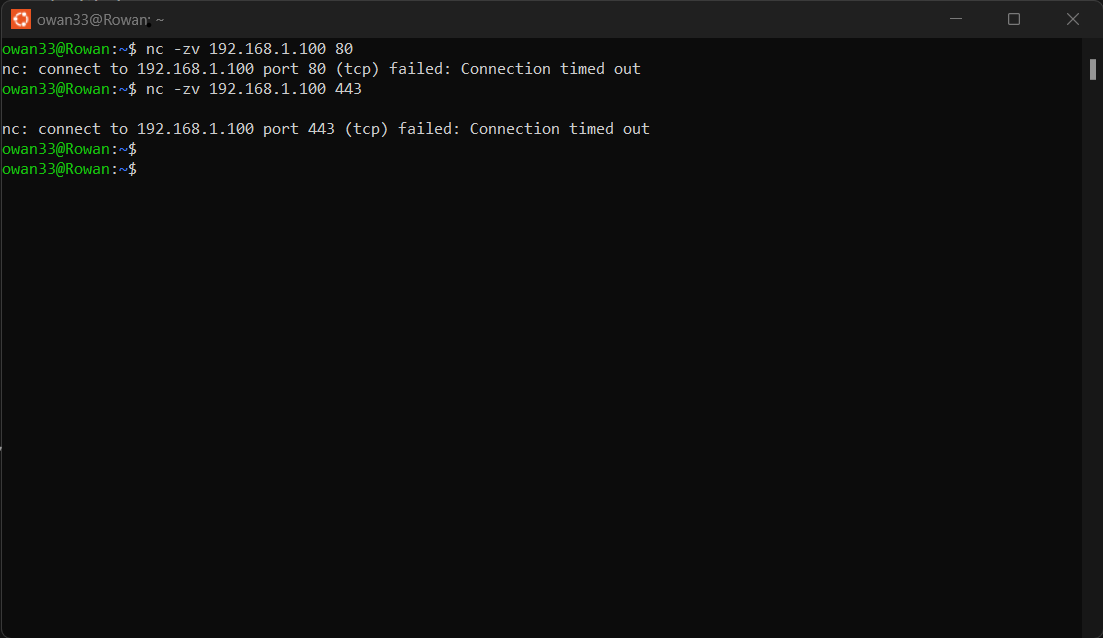 owan33@Rowan: ~
owan33@Rowan:~$ nc -zv 192.168.1.100 80
nc: connect to 192.168.1.100 port 80 (tcp) failed: Connection timed out
owan33@Rowan:~$ nc -zv 192.168.1.100 443
nc: connect to 192.168.1.100 port 443 (tcp) failed: Connection timed out
owan33@Rowan:~$
owan33@Rowan:~$